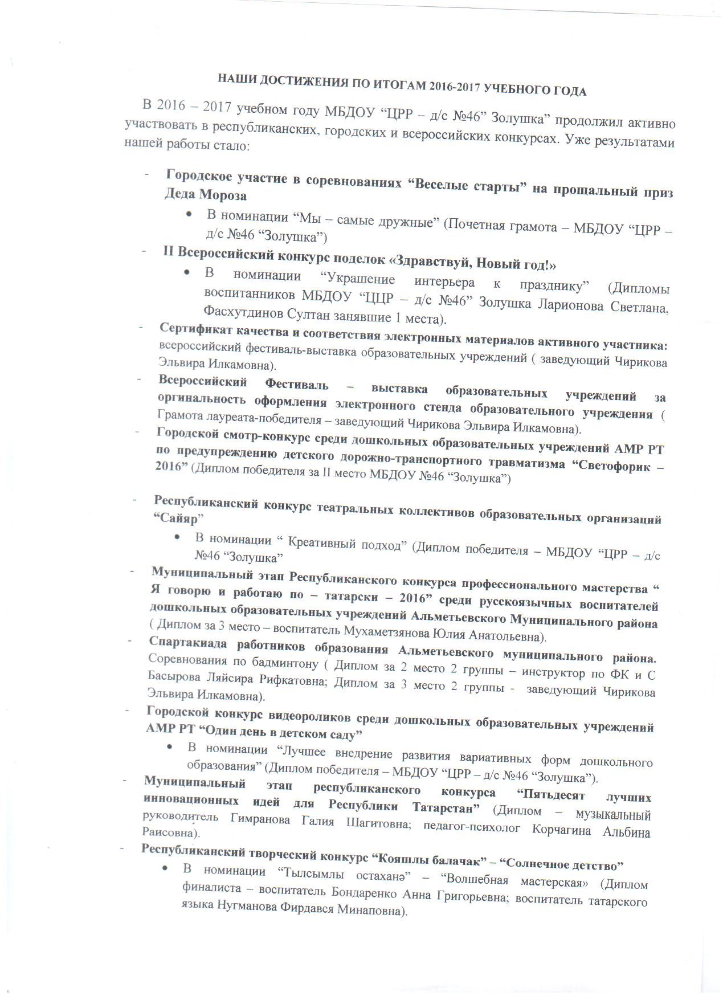 НАШИ ДОСТИЖЕНИЯ ПО ИТОГАМ 2016-2017 УЧЕБНОГО ГОДА
В 2016 – 2017 учебном году МБДОУ “ЦРР – д/с №46” Золушка” продолжил активно
участвовать в республиканских, городских и всероссийских конкурсах. Уже результатами
нашей работы стало:
- Городское участие в соревнованиях “Веселые старты” на прощальный приз
Деда Мороза
• В номинации “Мы – самые дружные” (Почетная грамота – МБДОУ “ЦРР –
д/с №46 “Золушка”)
- II Всероссийский конкурс поделок «Здравствуй, Новый год!»
• В номинации “Украшение интерьера к празднику” (Дипломы
воспитанников МБДОУ “ЦЦР – д/с №46” Золушка Ларионова Светлана,
Фасхутдинов Султан занявшие 1 места).
- Сертификат качества и соответствия электронных материалов активного участника:
всероссийский фестиваль-выставка образовательных учреждений ( заведующий Чирикова
Эльвира Илкамовна).
- Всероссийский Фестиваль – выставка образовательных учреждений за
оргинальность оформления электронного стенда образовательного учреждения (
Грамота лауреата-победителя – заведующий Чирикова Эльвира Илкамовна).
- Городской смотр-конкурс среди дошкольных образовательных учреждений АМР РТ
по предупреждению детского дорожно-транспортного травматизма “Светофорик –
2016” (Диплом победителя за II место МБДОУ №46 “Золушка”)
- Республиканский конкурс театральных коллективов образовательных организаций
“Сайяр”
• В номинации “ Креативный подход” (Диплом победителя – МБДОУ “ЦРР – д/с
№46 “Золушка”
- Муниципальный этап Республиканского конкурса профессионального мастерства “
Я говорю и работаю по – татарски – 2016” среди русскоязычных воспитателей
дошкольных образовательных учреждений Альметьевского Муниципального района
( Диплом за 3 место – воспитатель Мухаметзянова Юлия Анатольевна).
- Спартакиада работников образования Альметьевского муниципального района.
Соревнования по бадминтону ( Диплом за 2 место 2 группы – инструктор по ФК и С
Басырова Ляйсира Рифкатовна; Диплом за 3 место 2 группы - заведующий Чирикова
Эльвира Илкамовна).
- Городской конкурс видеороликов среди дошкольных образовательных учреждений
АМР РТ “Один день в детском саду”
• В номинации “Лучшее внедрение развития вариативных форм дошкольного
образования” (Диплом победителя – МБДОУ “ЦРР – д/с №46 “Золушка”).
- Муниципальный этап республиканского конкурса “Пятьдесят лучших
инновационных идей для Республики Татарстан” (Диплом – музыкальный
руководитель Гимранова Галия Шагитовна; педагог-психолог Корчагина Альбина
Раисовна).
- Республиканский творческий конкурс “Кояшлы балачак” – “Солнечное детство”
• В номинации “Тылсымлы остаханә” – “Волшебная мастерская» (Диплом
финалиста – воспитатель Бондаренко Анна Григорьевна; воспитатель татарского
языка Нугманова Фирдався Минаповна).